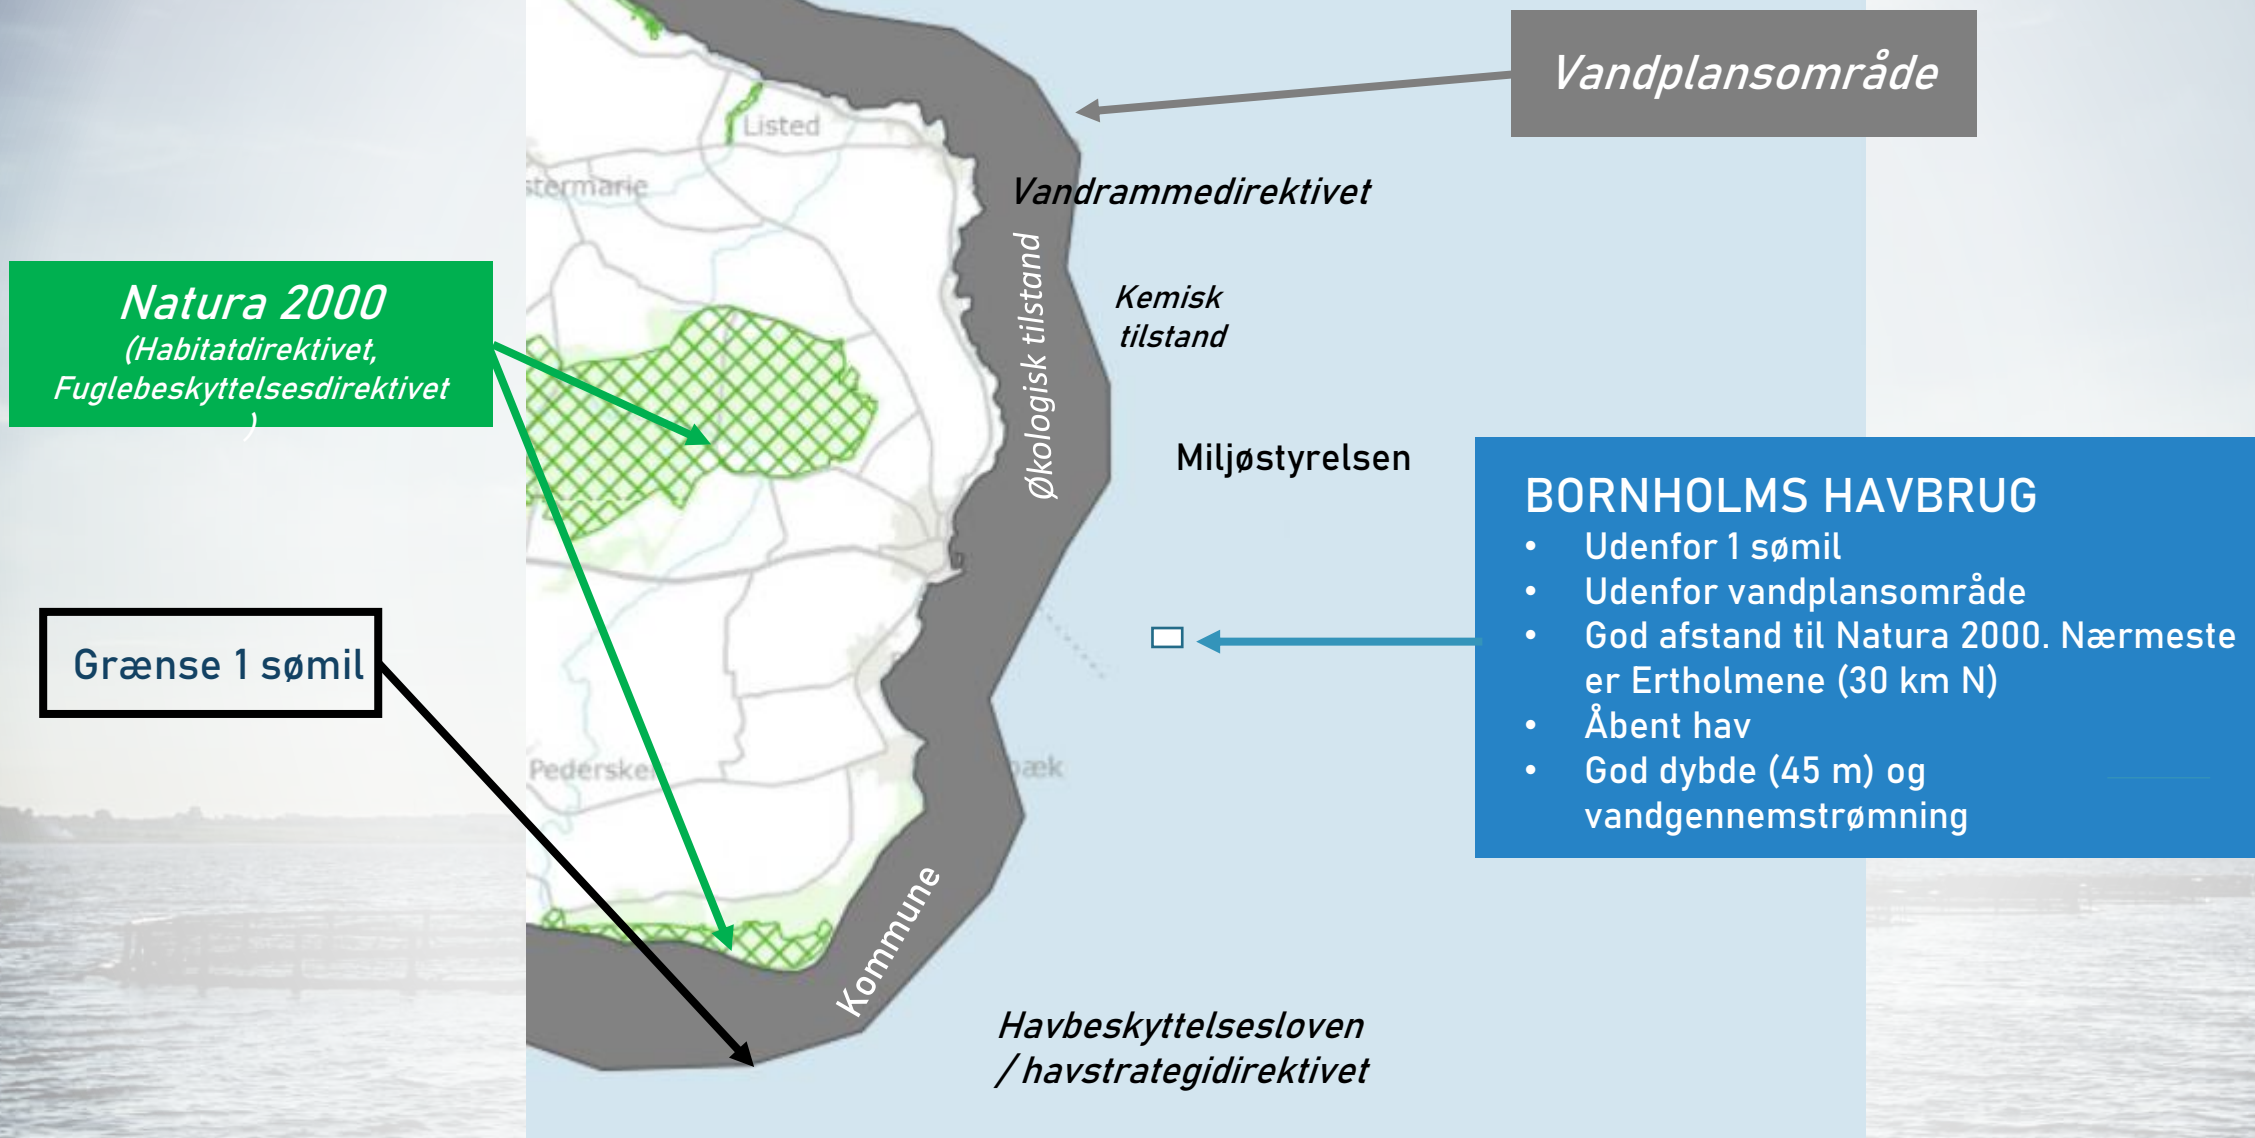 Vandplansområde
Listed
stermarie
Vandrammedirektivet
Økologisk tilstand
Kemisk
tilstand
Natura 2000
(Habitatdirektivet,
Fuglebeskyttelsesdirektivet
)
Miljøstyrelsen
BORNHOLMS HAVBRUG
• Udenfor 1 sømil
• Udenfor vandplansområde
• God afstand til Natura 2000. Nærmeste
er Ertholmene (30 km N)
• Åbent hav
• God dybde (45 m) og
vandgennemstrømning
Grænse 1 sømil
Pedersker
bæk
Kommune
Havbeskyttelsesloven
/ havstrategidirektivet